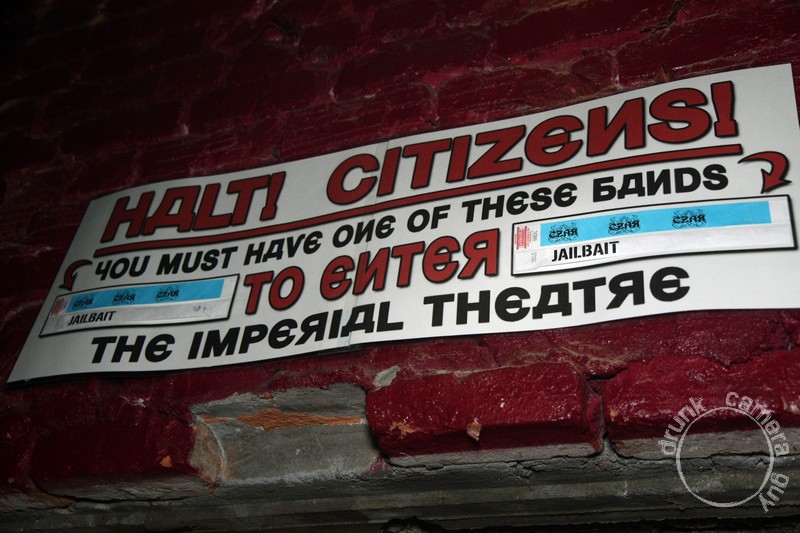 HALT! CITIZENS!
YOU MUST HAVE ONE OF THESE BANDS
TO ENTER
CZAR CZAR CZAR
JAILBAIT
CZAR CZAR CZAR
JAILBAIT
THE IMPERIAL THEATRE
drunk camera guy